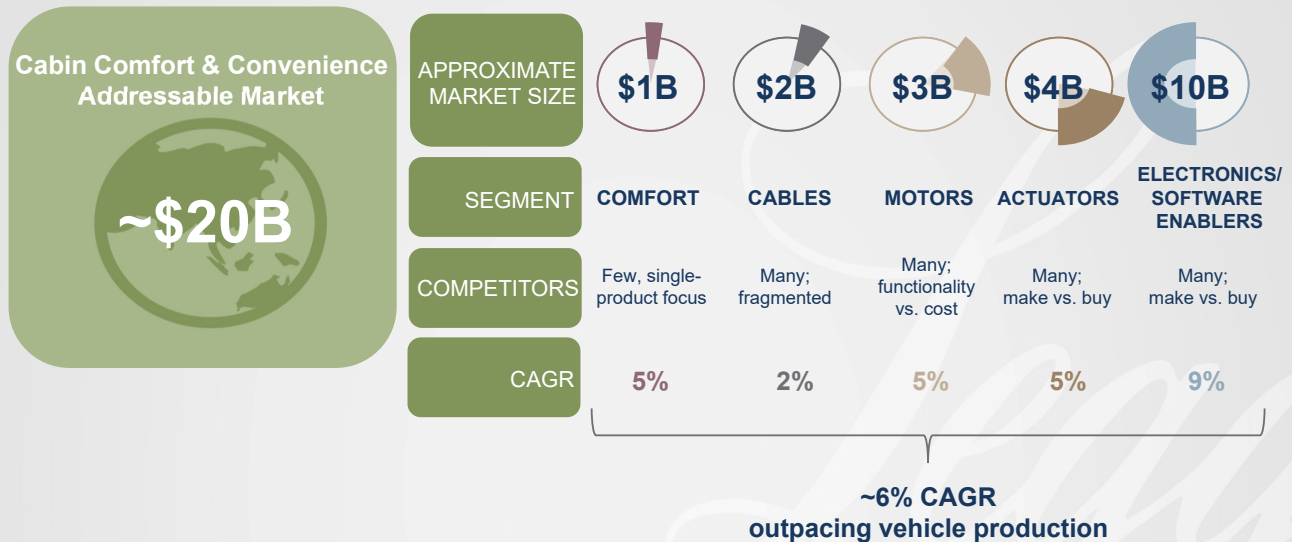 Cabin Comfort & Convenience
Addressable Market
~$20B
APPROXIMATE
MARKET SIZE
$1B
$2B
$3B
$4B
$10B
SEGMENT
COMFORT
CABLES
MOTORS
ACTUATORS
ELECTRONICS/
SOFTWARE
ENABLERS
COMPETITORS
Few, single-
product focus
Many;
fragmented
Many;
functionality
vs. cost
Many;
make vs. buy
Many;
make vs. buy
CAGR
5%
2%
5%
5%
9%
~6% CAGR
outpacing vehicle production